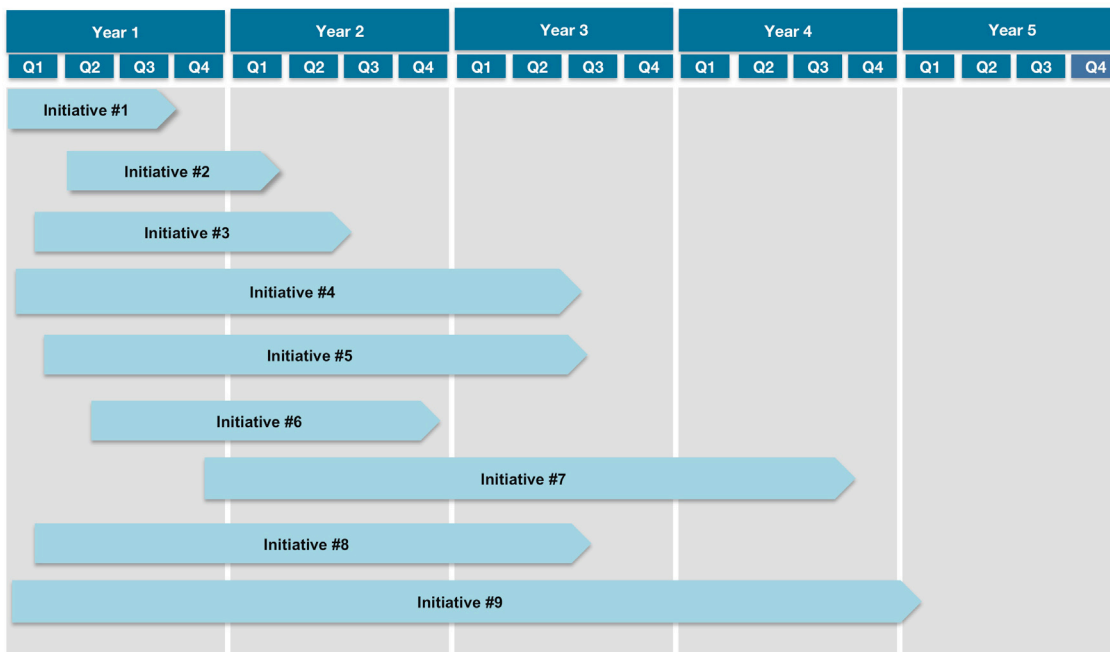 Year 1 Year 2 Year 3 Year 4 Year 5
Q1 Q2 Q3 Q4 Q1 Q2 Q3 Q4 Q1 Q2 Q3 Q4 Q1 Q2 Q3 Q4 Q1 Q2 Q3 Q4
Initiative #1
Initiative #2
Initiative #3
Initiative #4
Initiative #5
Initiative #6
Initiative #7
Initiative #8
Initiative #9